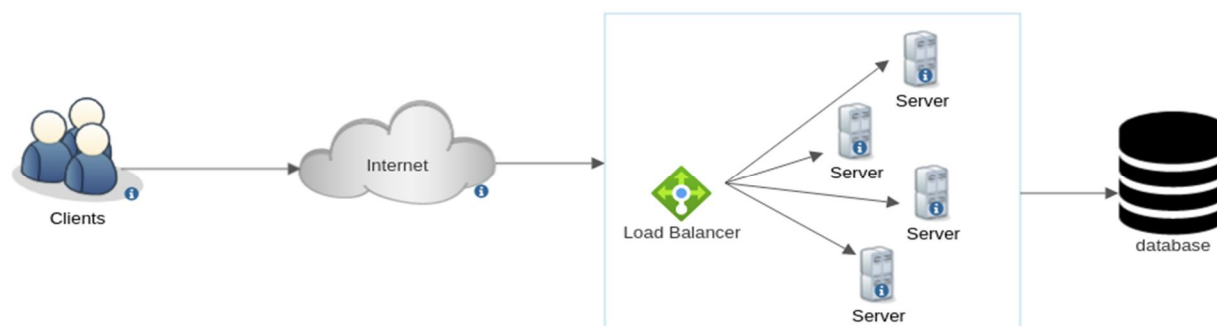 Clients
Internet
Load Balancer
Server
Server
Server
Server
database